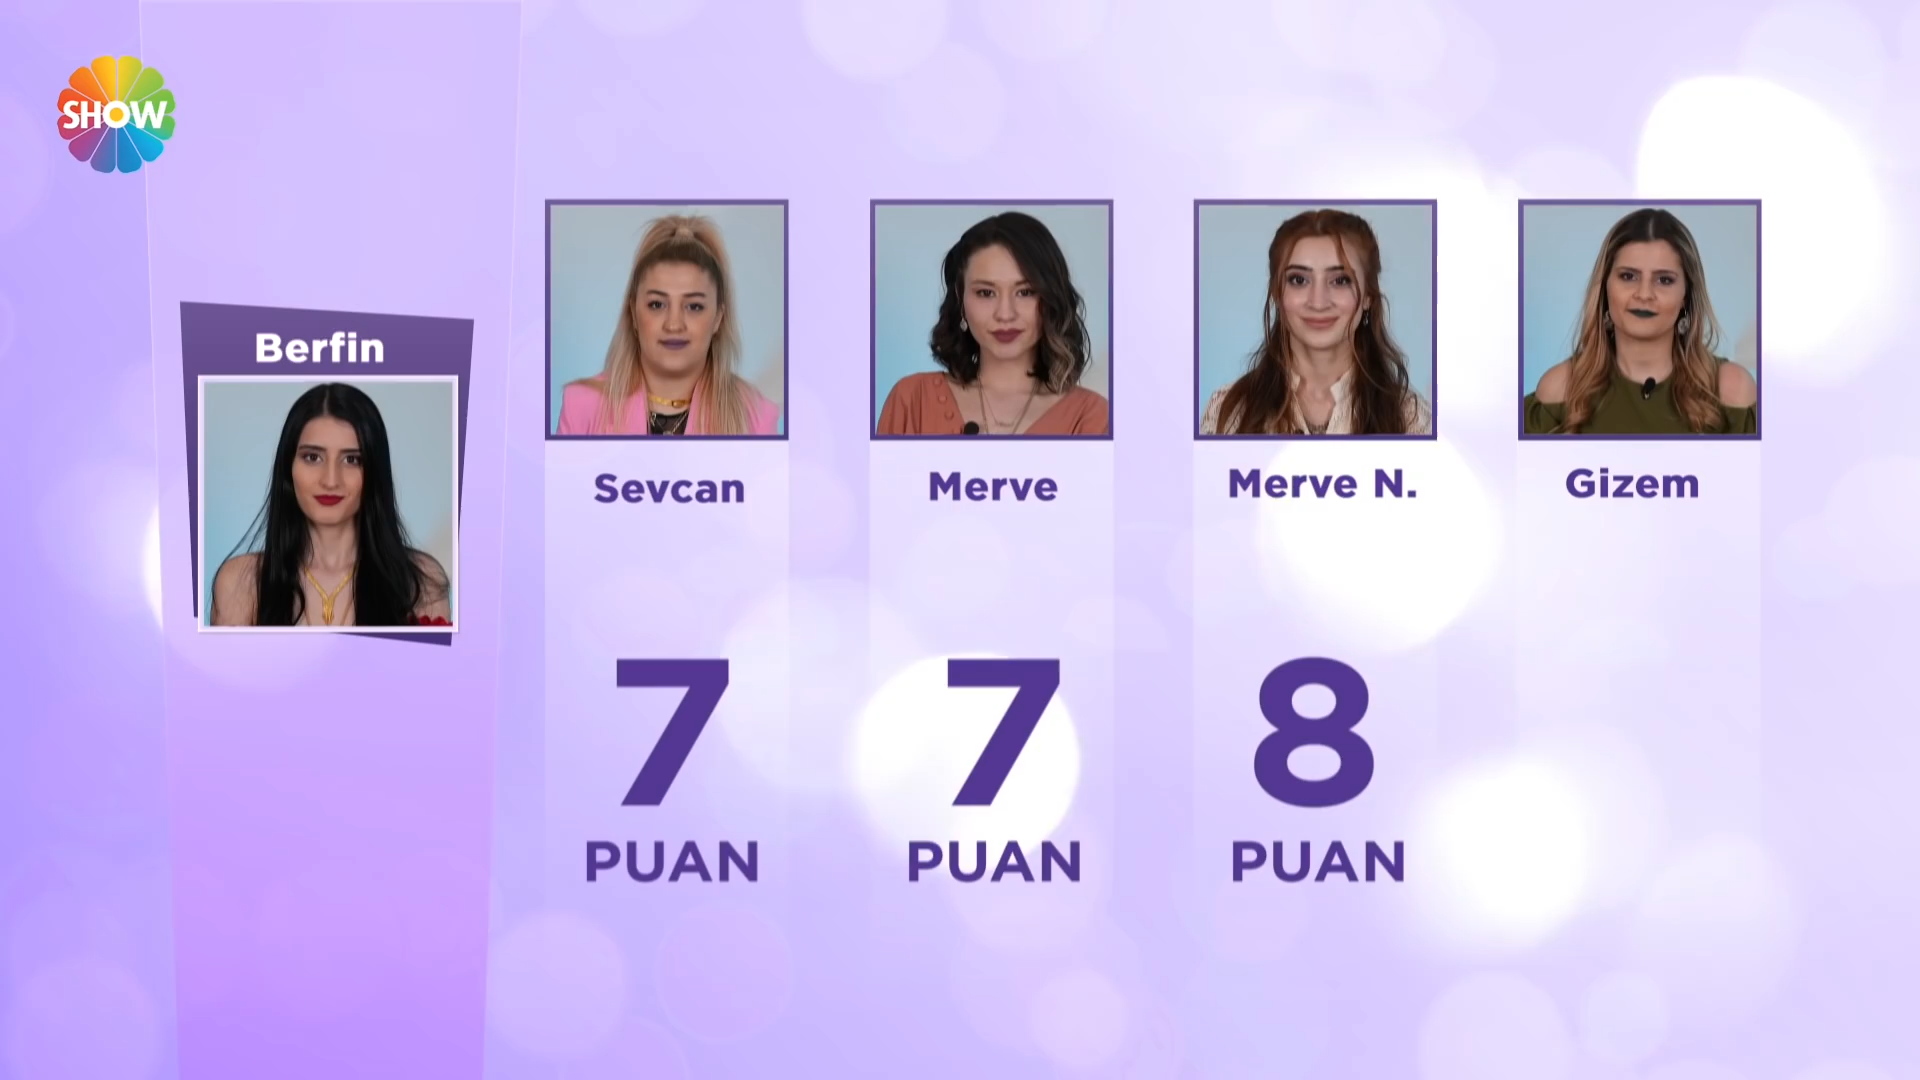 SHOW
Berfin
Sevcan
Merve
Merve N.
Gizem
7
7
8
PUAN
PUAN
PUAN